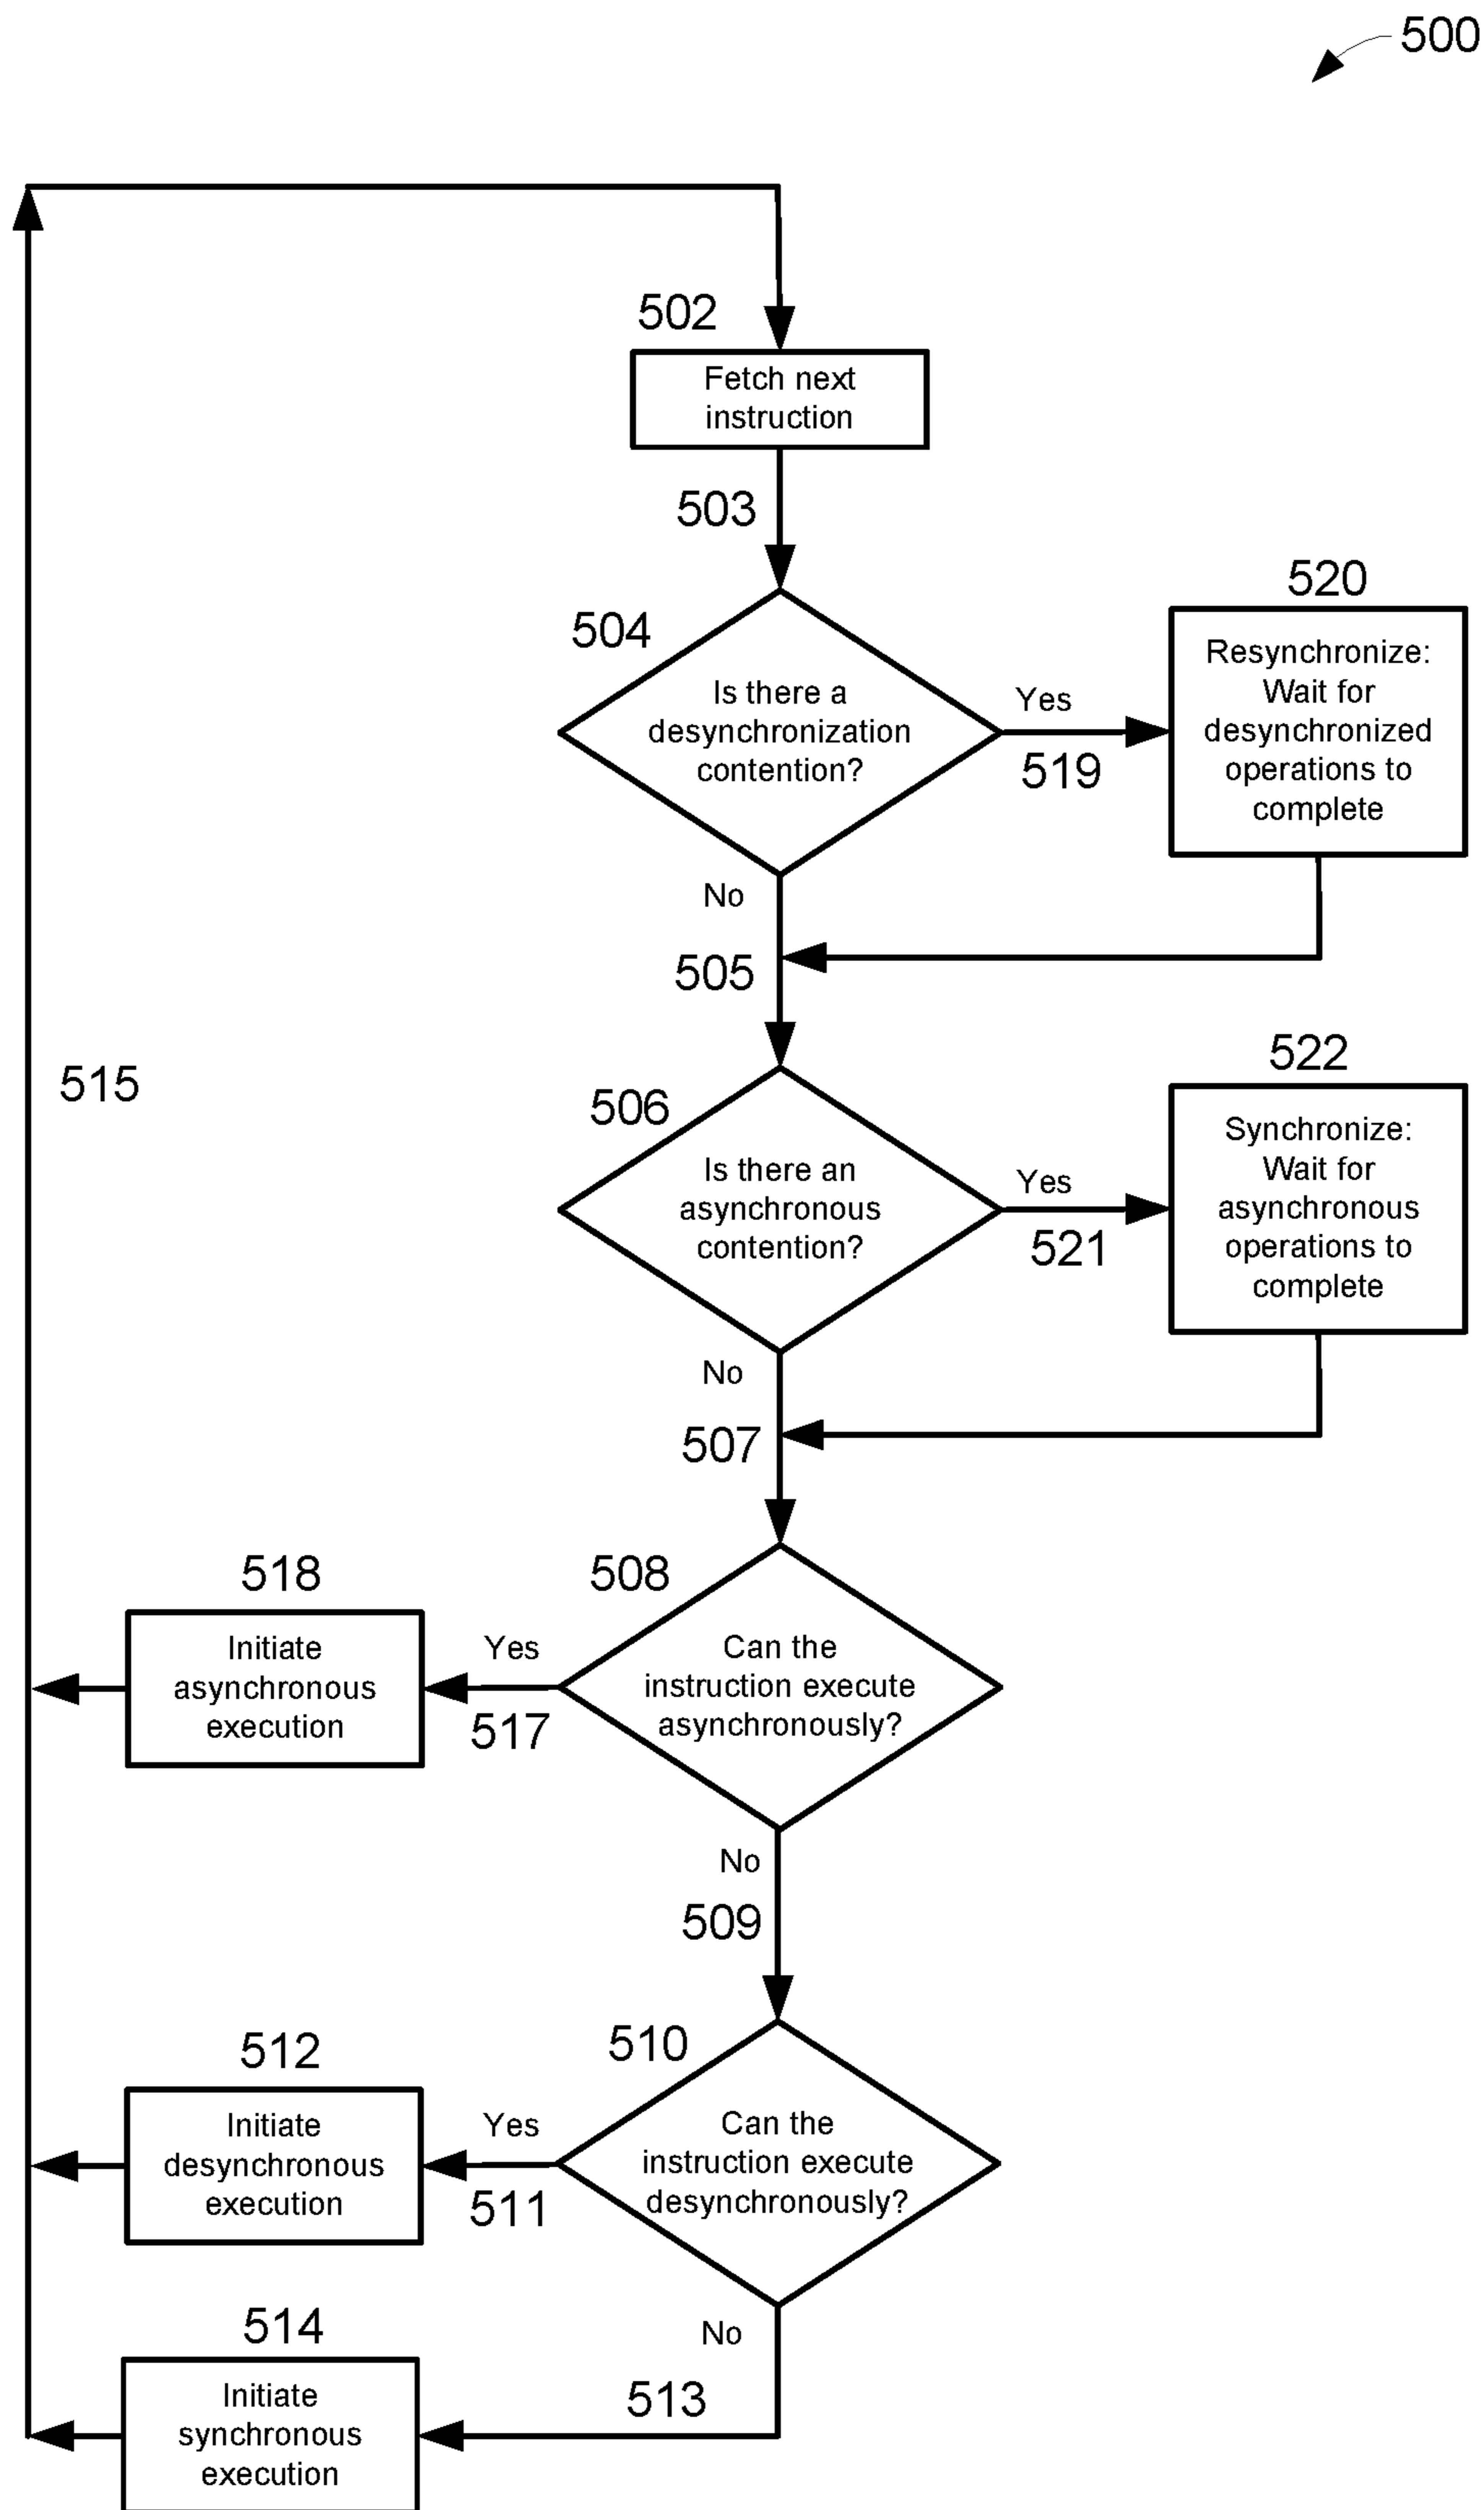 500
502
Fetch next
instruction
503
504
Is there a
desynchronization
contention?
Yes
519
520
Resynchronize:
Wait for
desynchronized
operations to
complete
No
505
506
Is there an
asynchronous
contention?
Yes
521
522
Synchronize:
Wait for
asynchronous
operations to
complete
No
507
515
508
Can the
instruction execute
asynchronously?
Yes
517
518
Initiate
asynchronous
execution
No
509
510
Can the
instruction execute
desynchronously?
Yes
511
512
Initiate
desynchronous
execution
No
513
514
Initiate
synchronous
execution